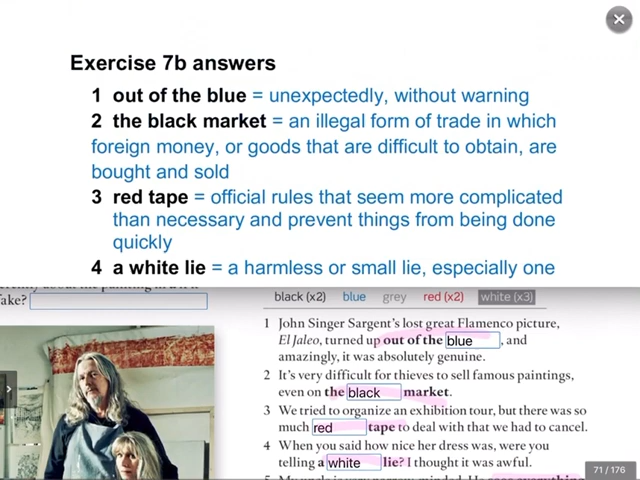 Exercise 7b answers
1 out of the blue = unexpectedly, without warning
2 the black market = an illegal form of trade in which
foreign money, or goods that are difficult to obtain, are
bought and sold
3 red tape = official rules that seem more complicated
than necessary and prevent things from being done
quickly
4 a white lie = a harmless or small lie, especially one
fake?
black (x2) blue grey red (x2) white (x3)
1 John Singer Sargent's lost great Flamenco picture,
El Jaleo, turned up out of the blue, and
amazingly, it was absolutely genuine.
2 It's very difficult for thieves to sell famous paintings,
even on the black market.
3 We tried to organize an exhibition tour, but there was so
much red tape to deal with that we had to cancel.
4 When you said how nice her dress was, were you
telling a white lie? I thought it was awful.
71 / 176